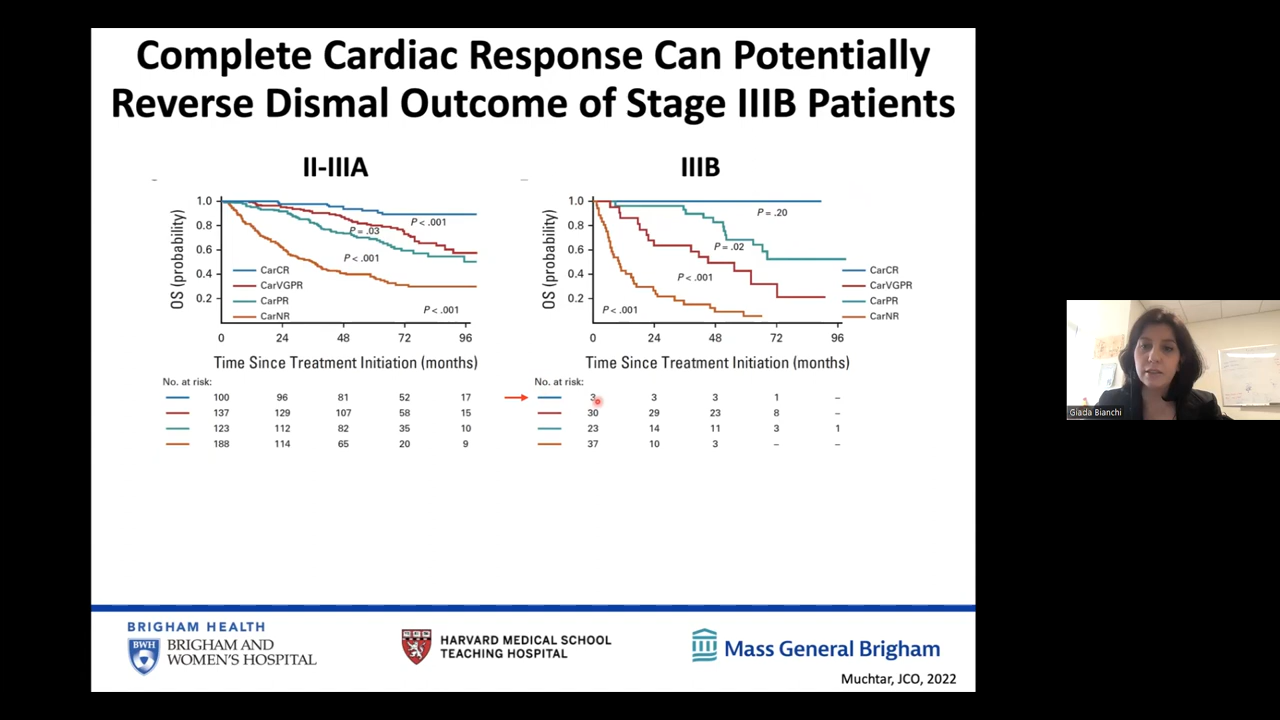 Complete Cardiac Response Can Potentially
Reverse Dismal Outcome of Stage IIIB Patients
II-IIIA
OS (probability)
1.0
0.8
0.6
0.4
0.2
P < .001
P = .03
P < .001
P < .001
CarCR
CarVGPR
CarPR
CarNR
0 24 48 72 96
Time Since Treatment Initiation (months)
No. at risk:
100 96 81 52 17
137 129 107 58 15
123 112 82 35 10
188 114 65 20 9
IIIB
OS (probability)
1.0
0.8
0.6
0.4
0.2
P = .20
P = .02
P < .001
P < .001
CarCR
CarVGPR
CarPR
CarNR
0 24 48 72 96
Time Since Treatment Initiation (months)
No. at risk:
3 3 3 1 –
30 29 23 8 –
23 14 11 3 1
37 10 3 – –
Giada Bianchi
BRIGHAM HEALTH
BWH
BRIGHAM AND
WOMEN'S HOSPITAL
HARVARD MEDICAL SCHOOL
TEACHING HOSPITAL
Mass General Brigham
Muchtar, JCO, 2022